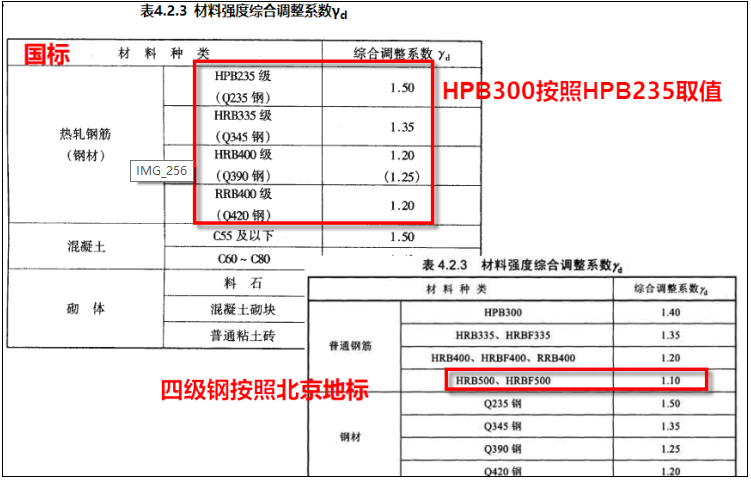 表4.2.3 材料强度综合调整系数γd
国标
材 料 种 类
综合调整系数 γd
热轧钢筋
(钢材)
HPB235 级
(Q235 钢)
1.50
HRB335 级
(Q345 钢)
1.35
HRB400 级
(Q390 钢)
1.20
(1.25)
RRB400 级
(Q420 钢)
1.20
HPB300按照HPB235取值
IMG_256
混凝土
C55 及以下
1.50
C60~C80
砌 体
料 石
混凝土砌块
普通粘土砖
四级钢按照北京地标
表 4.2.3 材料强度综合调整系数γd
材 料 种 类
综合调整系数γd
普通钢筋
HPB300
1.40
HRB335、HRBF335
1.35
HRB400、HRBF400、RRB400
1.20
HRB500、HRBF500
1.10
钢材
Q235 钢
1.50
Q345 钢
1.35
Q390 钢
1.25
Q420 钢
1.20